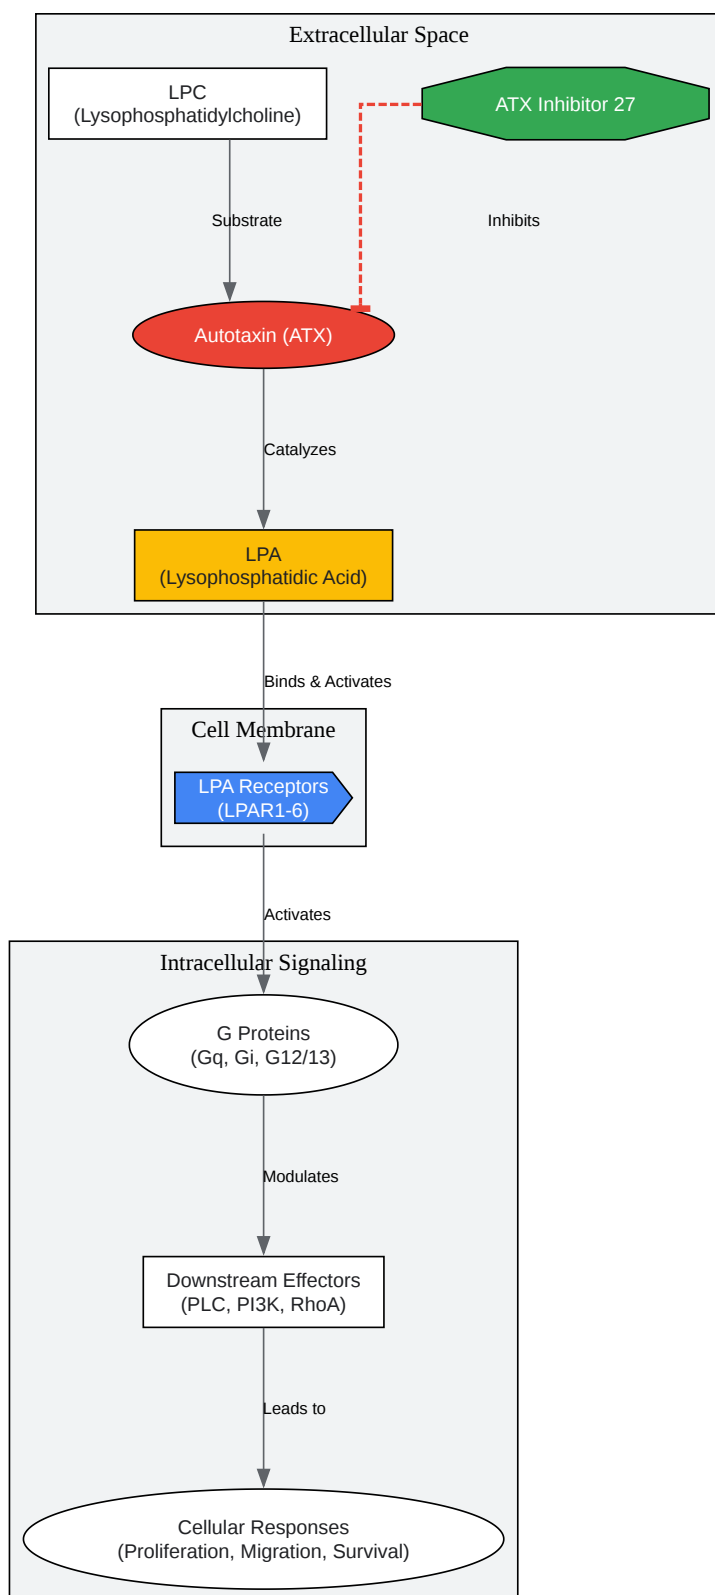 Extracellular Space
LPC
(Lysophosphatidylcholine)
ATX Inhibitor 27
Substrate
Inhibits
Autotaxin (ATX)
Catalyzes
LPA
(Lysophosphatidic Acid)
Binds & Activates
Cell Membrane
LPA Receptors
(LPAR1-6)
Activates
Intracellular Signaling
G Proteins
(Gq, Gi, G12/13)
Modulates
Downstream Effectors
(PLC, PI3K, RhoA)
Leads to
Cellular Responses
(Proliferation, Migration, Survival)